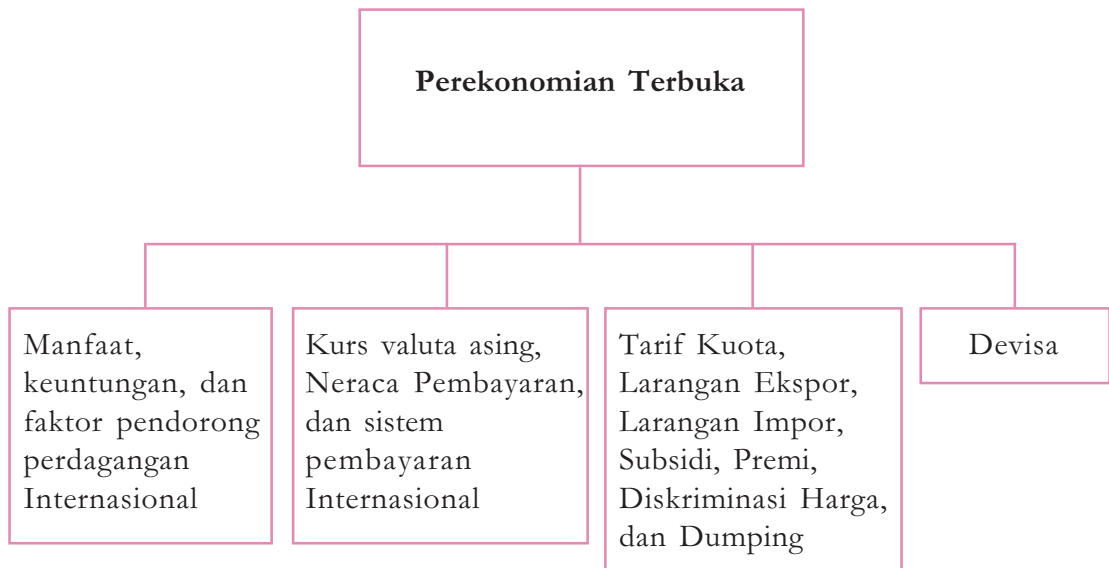 Perekonomian Terbuka
Manfaat,
keuntungan, dan
faktor pendorong
perdagangan
Internasional
Kurs valuta asing,
Neraca Pembayaran,
dan sistem
pembayaran
Internasional
Tarif Kuota,
Larangan Ekspor,
Larangan Impor,
Subsidi, Premi,
Diskriminasi Harga,
dan Dumping
Devisa